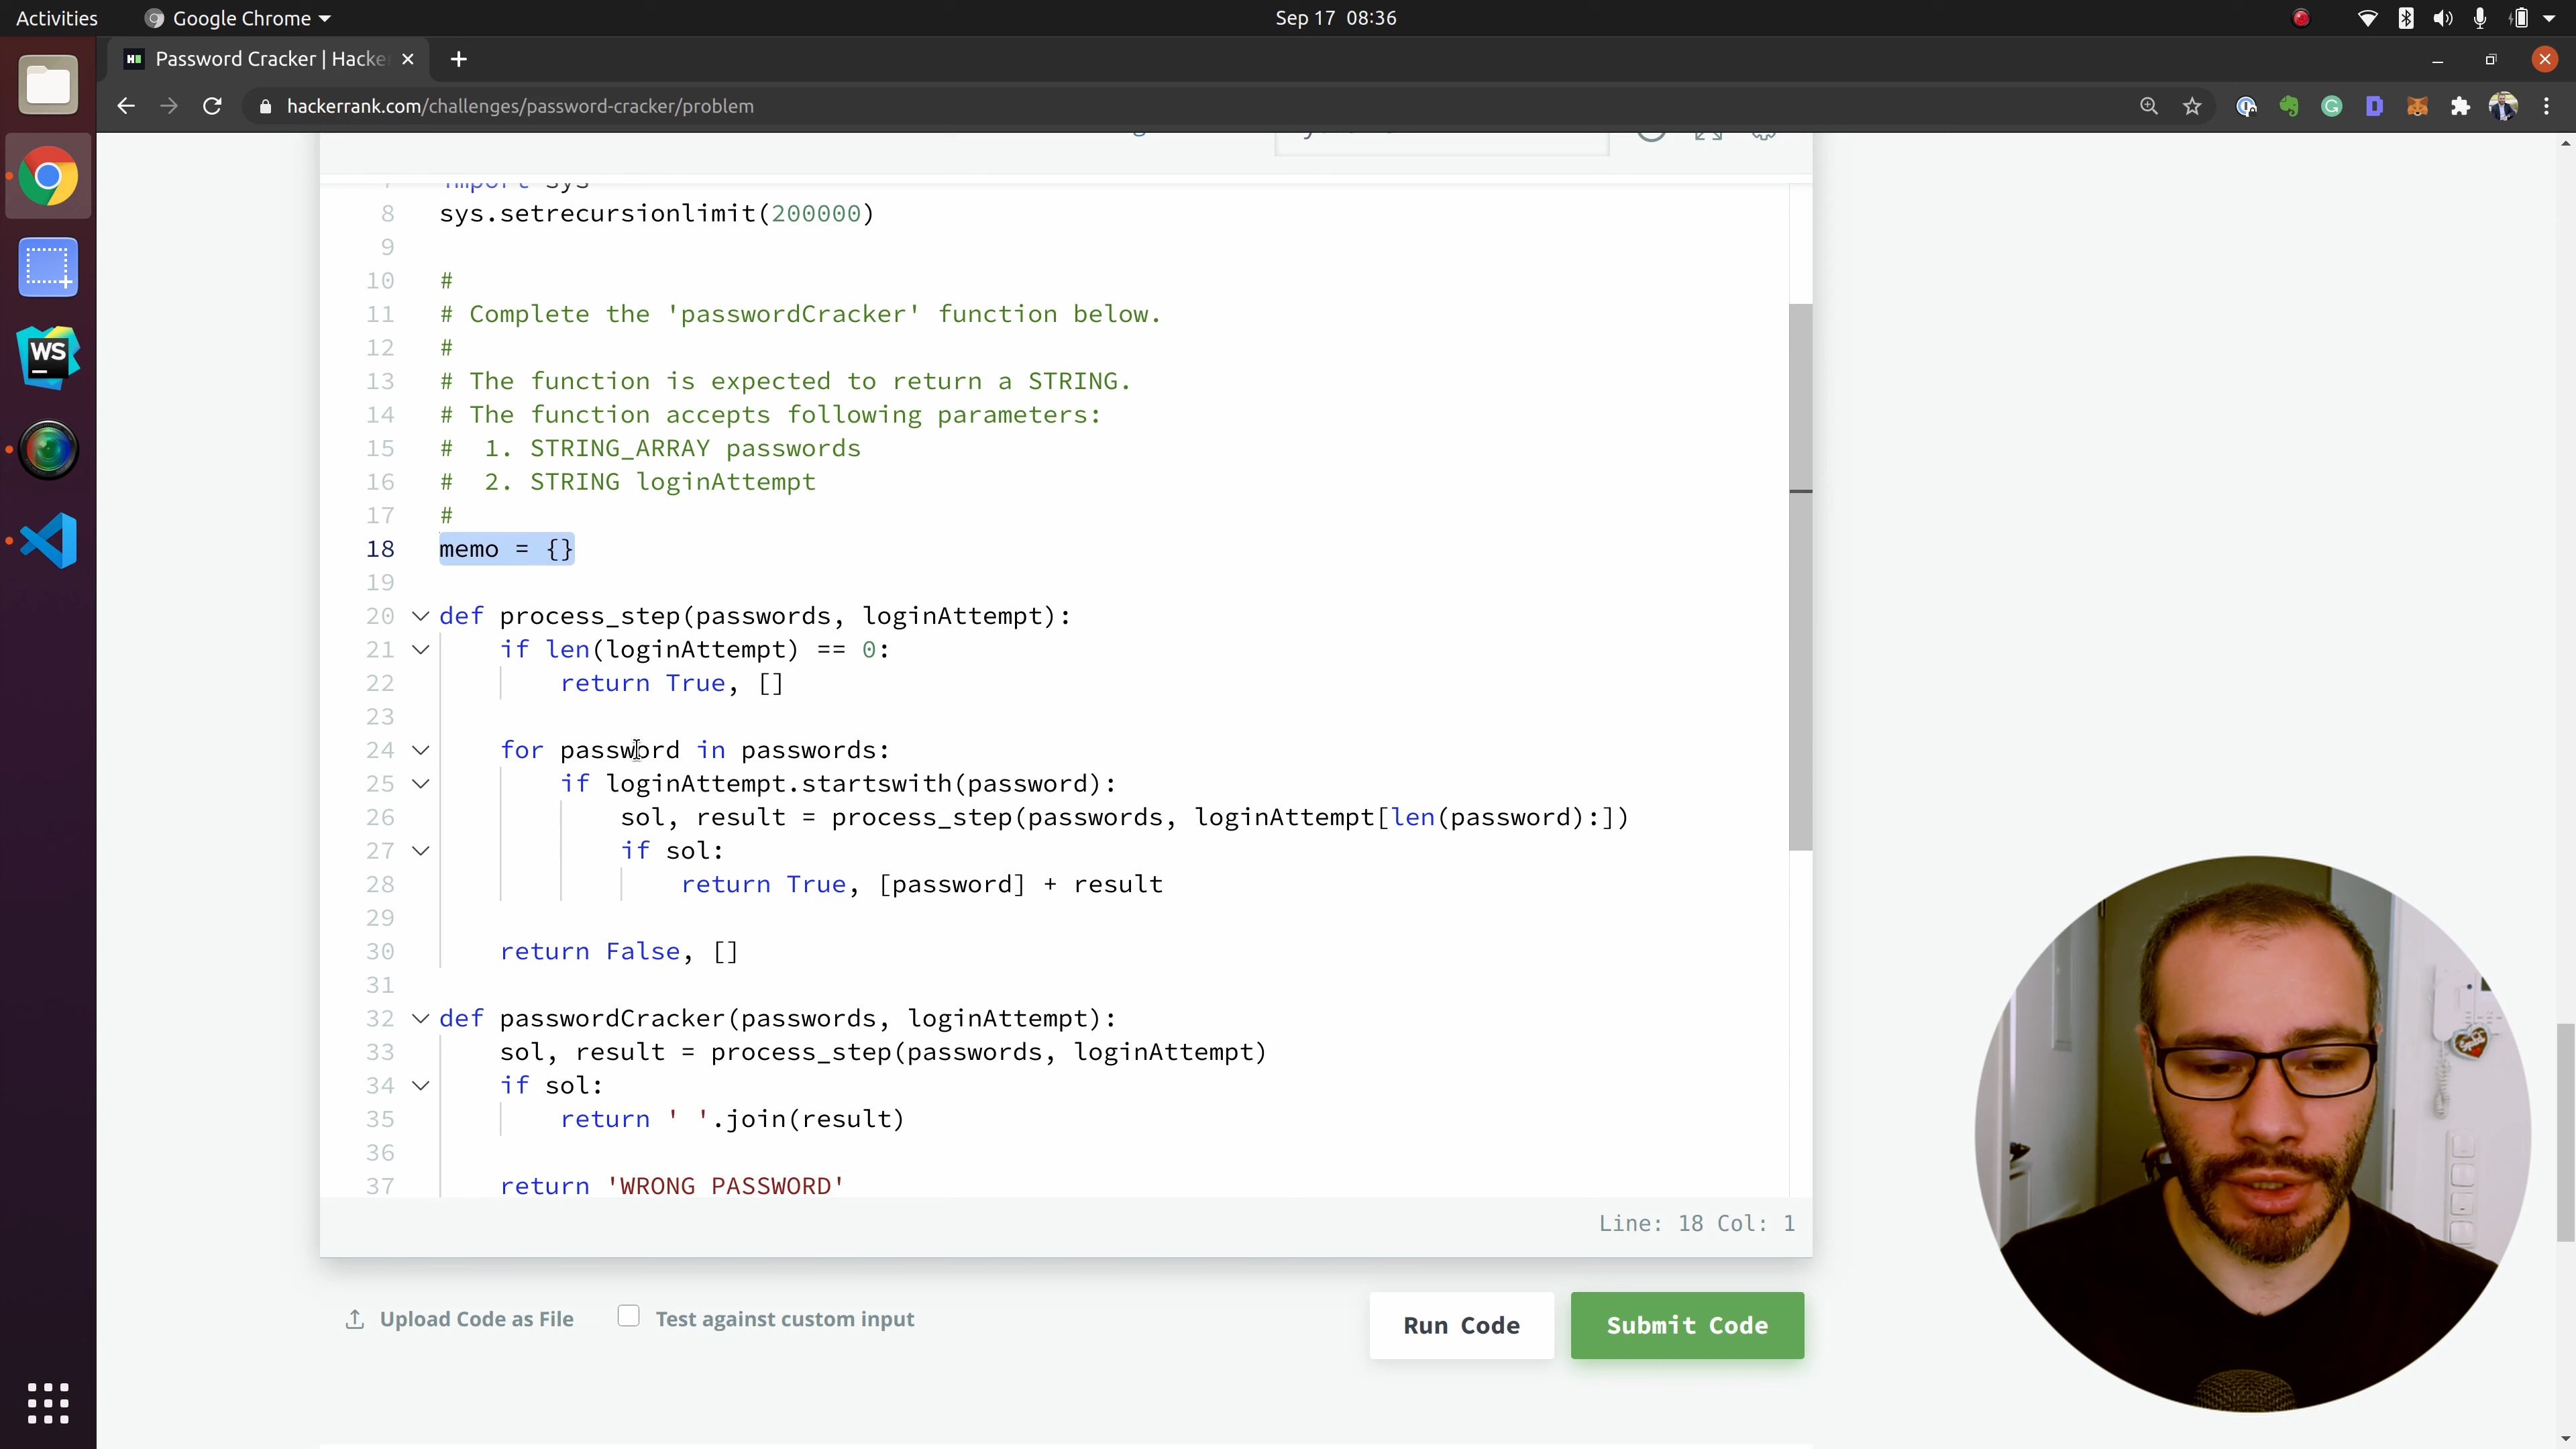 Activities
Google Chrome
Sep 17 08:36
Password Cracker | Hacke
hackerrank.com/challenges/password-cracker/problem
WS
7 import sys
8 sys.setrecursionlimit(200000)
9
10 #
11 # Complete the 'passwordCracker' function below.
12 #
13 # The function is expected to return a STRING.
14 # The function accepts following parameters:
15 #  1. STRING_ARRAY passwords
16 #  2. STRING loginAttempt
17 #
18 memo = {}
19
20 def process_step(passwords, loginAttempt):
21     if len(loginAttempt) == 0:
22         return True, []
23
24     for password in passwords:
25         if loginAttempt.startswith(password):
26             sol, result = process_step(passwords, loginAttempt[len(password):])
27             if sol:
28                 return True, [password] + result
29
30     return False, []
31
32 def passwordCracker(passwords, loginAttempt):
33     sol, result = process_step(passwords, loginAttempt)
34     if sol:
35         return ' '.join(result)
36
37     return 'WRONG PASSWORD'
Line: 18 Col: 1
Upload Code as File
Test against custom input
Run Code
Submit Code